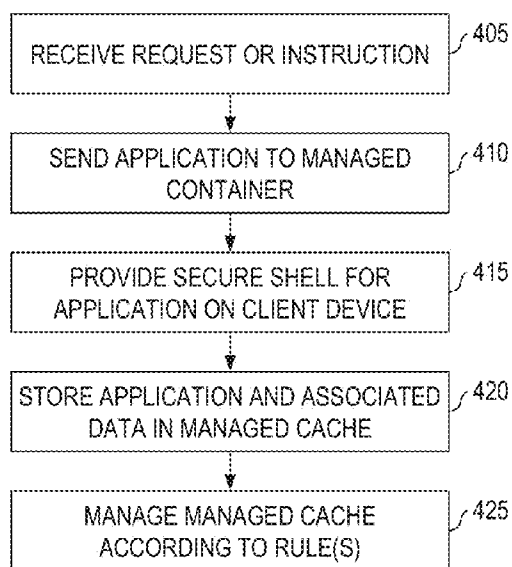 RECEIVE REQUEST OR INSTRUCTION
405
SEND APPLICATION TO MANAGED
CONTAINER
410
PROVIDE SECURE SHELL FOR
APPLICATION ON CLIENT DEVICE
415
STORE APPLICATION AND ASSOCIATED
DATA IN MANAGED CACHE
420
MANAGE MANAGED CACHE
ACCORDING TO RULE(S)
425